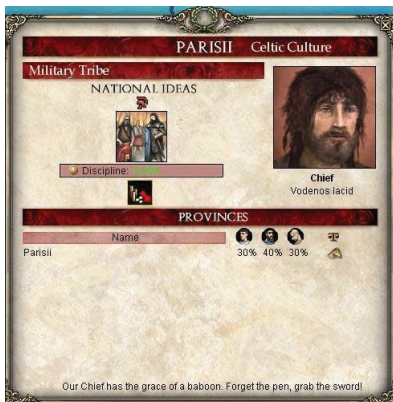 PARISII Celtic Culture
Military Tribe
NATIONAL IDEAS
Discipline:
Chief
Vodenos Iacid
PROVINCES
Name
Parisii 30% 40% 30%
Our Chief has the grace of a baboon. Forget the pen, grab the sword!